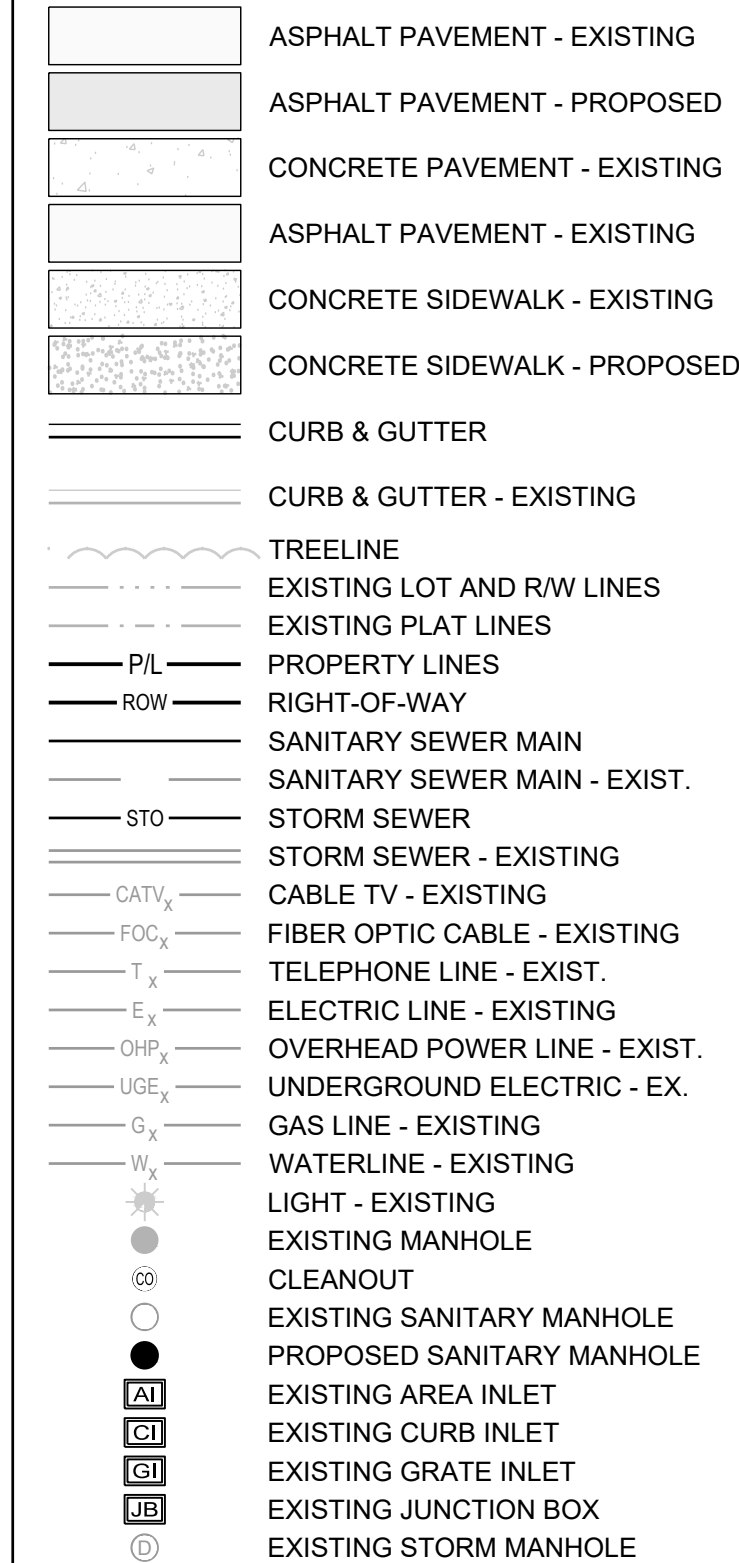 ASPHALT PAVEMENT - EXISTING
ASPHALT PAVEMENT - PROPOSED
CONCRETE PAVEMENT - EXISTING
ASPHALT PAVEMENT - EXISTING
CONCRETE SIDEWALK - EXISTING
CONCRETE SIDEWALK - PROPOSED
CURB & GUTTER
CURB & GUTTER - EXISTING
TREELINE
EXISTING LOT AND R/W LINES
EXISTING PLAT LINES
P/L PROPERTY LINES
ROW RIGHT-OF-WAY
SANITARY SEWER MAIN
SANITARY SEWER MAIN - EXIST.
STO STORM SEWER
STORM SEWER - EXISTING
CATVX CABLE TV - EXISTING
FOCX FIBER OPTIC CABLE - EXISTING
TX TELEPHONE LINE - EXIST.
EX ELECTRIC LINE - EXISTING
OHPX OVERHEAD POWER LINE - EXIST.
UGEX UNDERGROUND ELECTRIC - EX.
GX GAS LINE - EXISTING
WX WATERLINE - EXISTING
LIGHT - EXISTING
EXISTING MANHOLE
CO CLEANOUT
EXISTING SANITARY MANHOLE
PROPOSED SANITARY MANHOLE
AI EXISTING AREA INLET
CI EXISTING CURB INLET
GI EXISTING GRATE INLET
JB EXISTING JUNCTION BOX
D EXISTING STORM MANHOLE